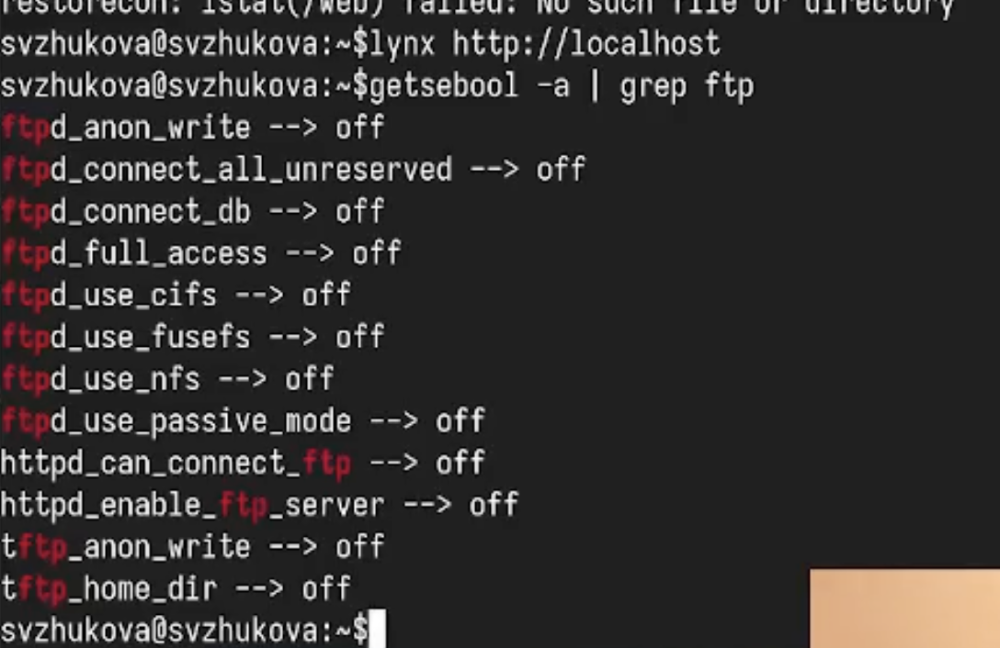 restorecon: lstat(/web) failed: No such file or directory
svzhukova@svzhukova:~$lynx http://localhost
svzhukova@svzhukova:~$getsebool -a | grep ftp
ftpd_anon_write --> off
ftpd_connect_all_unreserved --> off
ftpd_connect_db --> off
ftpd_full_access --> off
ftpd_use_cifs --> off
ftpd_use_fusefs --> off
ftpd_use_nfs --> off
ftpd_use_passive_mode --> off
httpd_can_connect_ftp --> off
httpd_enable_ftp_server --> off
tftp_anon_write --> off
tftp_home_dir --> off
svzhukova@svzhukova:~$